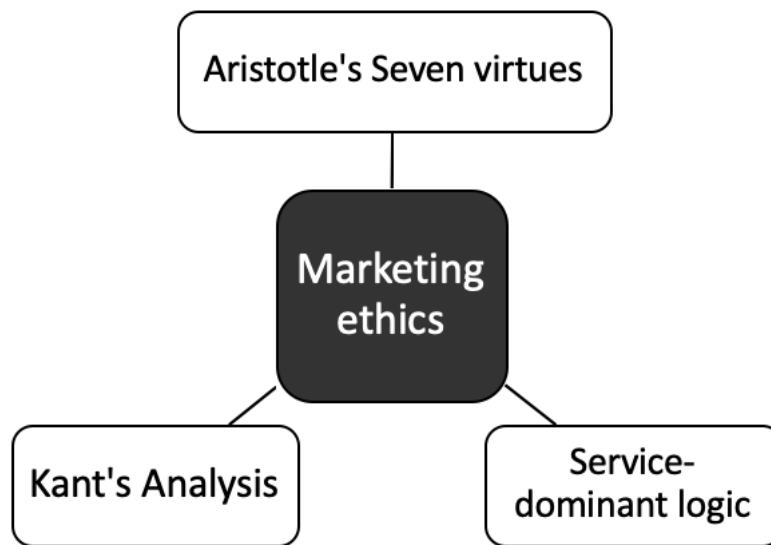 Aristotle's Seven virtues
Marketing
ethics
Kant's Analysis
Service-
dominant logic